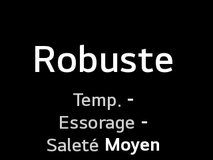 Robuste
Temp. -
Essorage -
Saleté Moyen